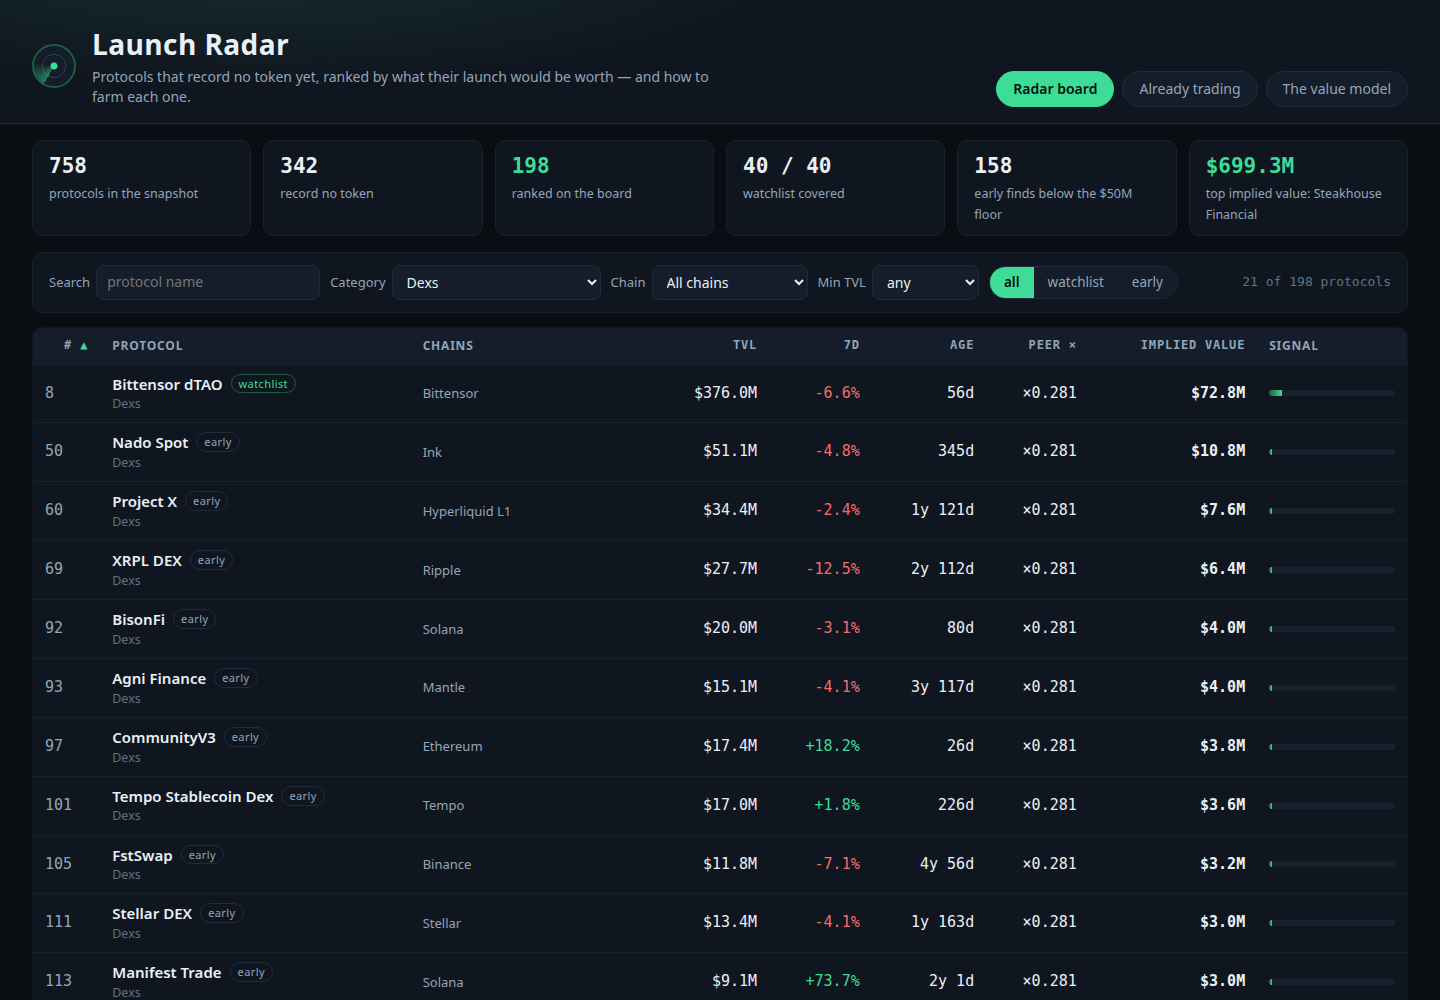 Launch Radar
Protocols that record no token yet, ranked by what their launch would be worth — and how to
farm each one.
Radar board Already trading The value model
758 342 198 40 / 40 158 $699.3M
protocols in the snapshot record no token ranked on the board watchlist covered early finds below the $50M top implied value: Steakhouse
floor Financial
Search protocol name Category Dexs Chain All chains Min TVL any all watchlist early 21 of 198 protocols
# ▲ PROTOCOL CHAINS TVL 7D AGE PEER × IMPLIED VALUE SIGNAL
8 Bittensor dTAO watchlist Bittensor $376.0M -6.6% 56d ×0.281 $72.8M
Dexs
50 Nado Spot early Ink $51.1M -4.8% 345d ×0.281 $10.8M
Dexs
60 Project X early Hyperliquid L1 $34.4M -2.4% 1y 121d ×0.281 $7.6M
Dexs
69 XRPL DEX early Ripple $27.7M -12.5% 2y 112d ×0.281 $6.4M
Dexs
92 BisonFi early Solana $20.0M -3.1% 80d ×0.281 $4.0M
Dexs
93 Agni Finance early Mantle $15.1M -4.1% 3y 117d ×0.281 $4.0M
Dexs
97 CommunityV3 early Ethereum $17.4M +18.2% 26d ×0.281 $3.8M
Dexs
101 Tempo Stablecoin Dex early Tempo $17.0M +1.8% 226d ×0.281 $3.6M
Dexs
105 FstSwap early Binance $11.8M -7.1% 4y 56d ×0.281 $3.2M
Dexs
111 Stellar DEX early Stellar $13.4M -4.1% 1y 163d ×0.281 $3.0M
Dexs
113 Manifest Trade early Solana $9.1M +73.7% 2y 1d ×0.281 $3.0M
Dexs